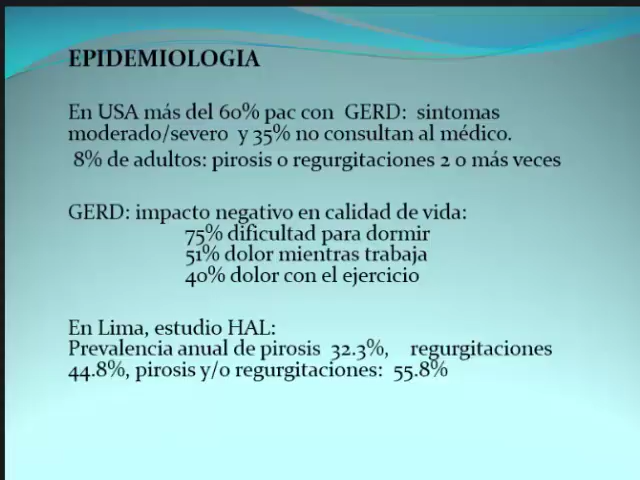 EPIDEMIOLOGIA
En USA más del 60% pac con GERD: sintomas
moderado/severo y 35% no consultan al médico.
8% de adultos: pirosis o regurgitaciones 2 o más veces
GERD: impacto negativo en calidad de vida:
75% dificultad para dormir
51% dolor mientras trabaja
40% dolor con el ejercicio
En Lima, estudio HAL:
Prevalencia anual de pirosis 32.3%, regurgitaciones
44.8%, pirosis y/o regurgitaciones: 55.8%